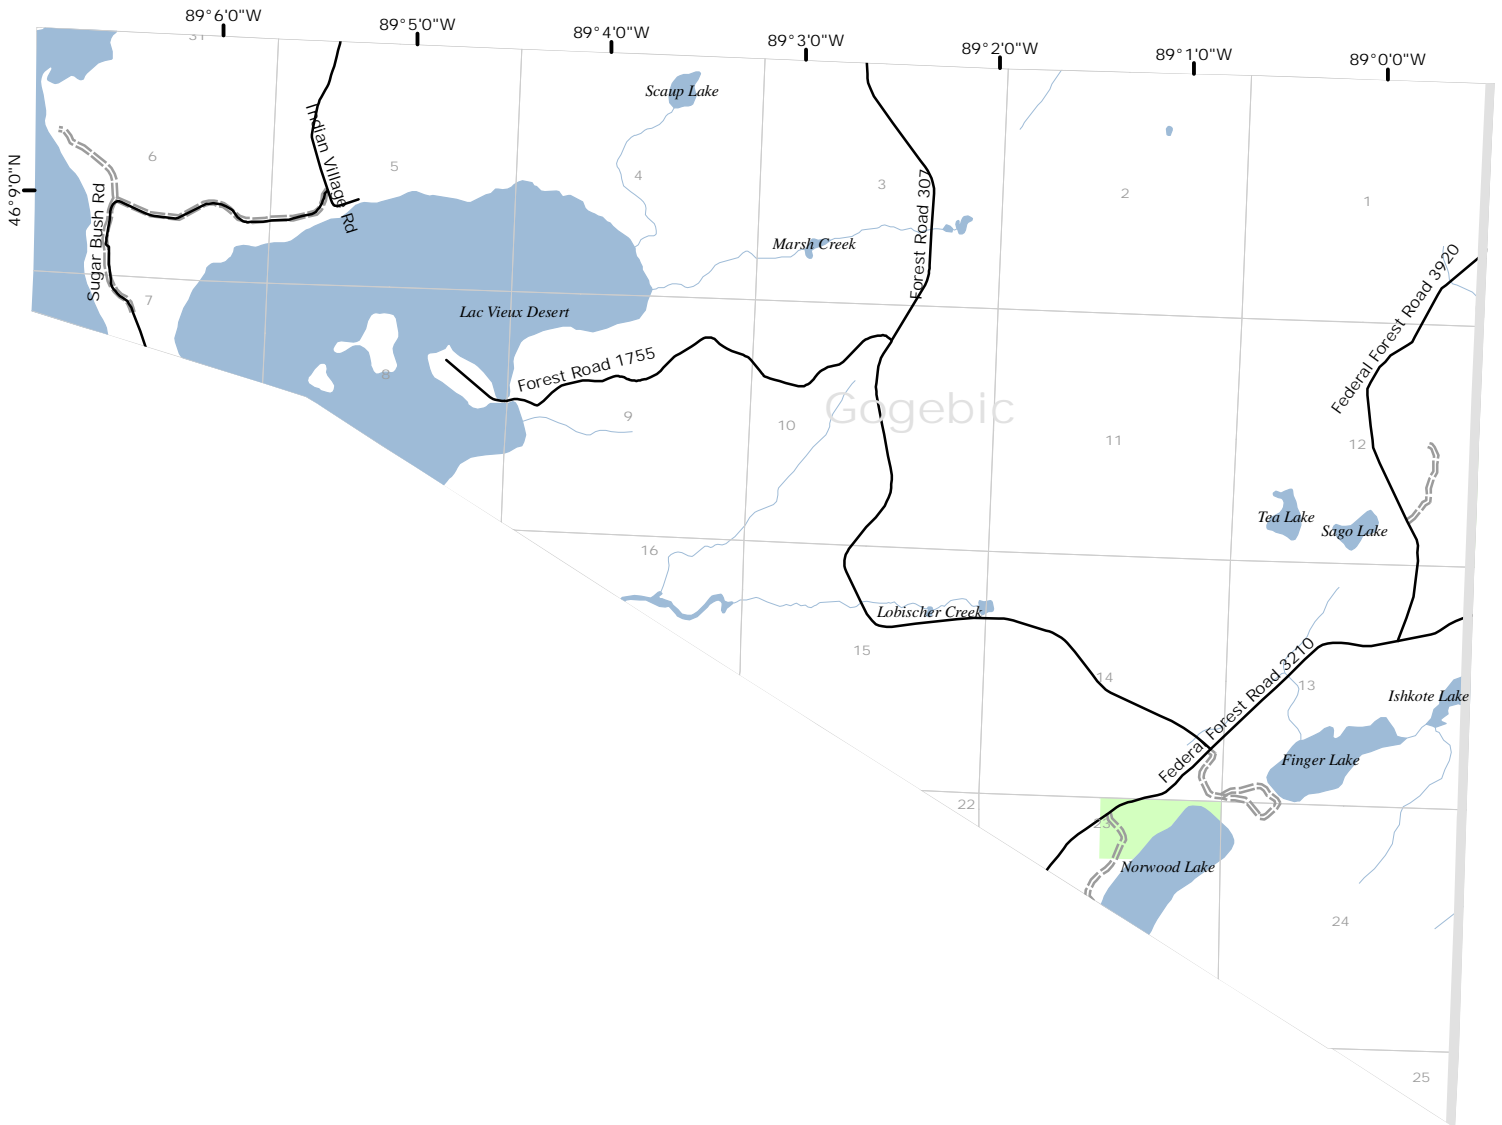 89°6'0"W
89°5'0"W
89°4'0"W
89°3'0"W
89°2'0"W
89°1'0"W
89°0'0"W
31
46°9'0"N
Scaup Lake
Indian Village Rd
6
5
4
3
2
1
Sugar Bush Rd
Forest Road 307
Marsh Creek
Federal Forest Road 3920
7
Lac Vieux Desert
8
Forest Road 1755
9
10
Gogebic
11
12
Tea Lake
Sago Lake
16
Lobischer Creek
15
14
13
Federal Forest Road 3210
Ishkote Lake
Finger Lake
22
23
Norwood Lake
24
25